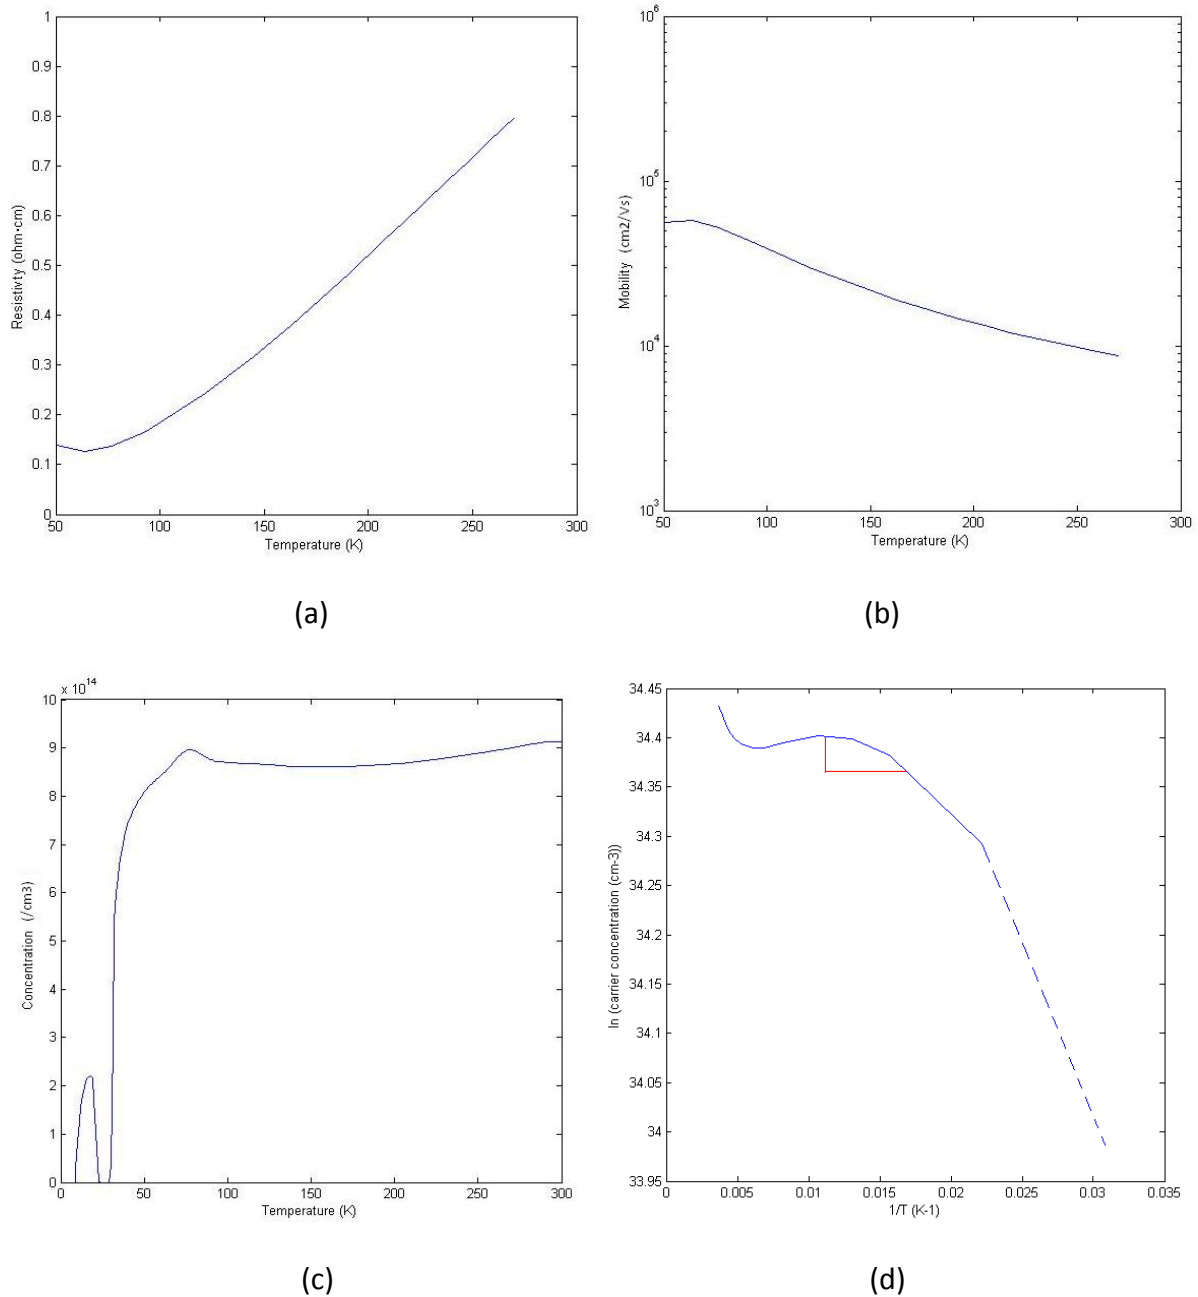 1
0.9
0.8
0.7
0.6
0.5
0.4
0.3
0.2
0.1
0
50 100 150 200 250 300
Resistivty (ohm·cm)
Temperature (K)
(a)
10^6
10^5
10^4
10^3
50 100 150 200 250 300
Mobility (cm2/Vs)
Temperature (K)
(b)
x 10^14
10
9
8
7
6
5
4
3
2
1
0
0 50 100 150 200 250 300
Concentration (/cm3)
Temperature (K)
(c)
34.45
34.4
34.35
34.3
34.25
34.2
34.15
34.1
34.05
34
33.95
0 0.005 0.01 0.015 0.02 0.025 0.03 0.035
ln (carrier concentration (cm-3))
1/T (K-1)
(d)